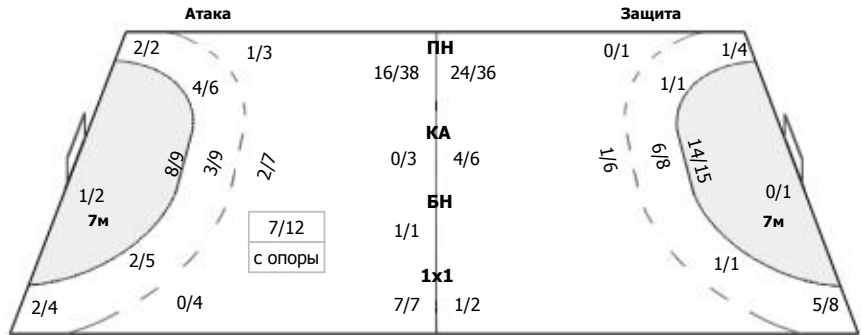 Атака Защита
2/2 1/3 ПН 0/1 1/4
16/38 24/36
4/6 1/1
КА
8/9 3/9 2/7 0/3 4/6 1/6 6/8 14/15
1/2 0/1
БН
7м 7м
7/12 1/1
с опоры
2/5 1/1
1x1
2/4 0/4 7/7 1/2 5/8